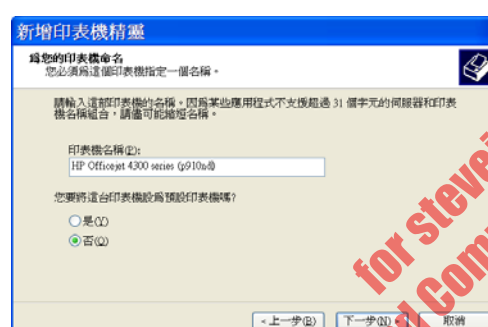 新增印表機精靈
為您的印表機命名
您必須為這個印表機指定一個名稱。
請輸入這部印表機的名稱。因為某些應用程式不支援超過 31 個字元的伺服器和印表
機名稱組合，請儘可能縮短名稱。
印表機名稱(P):
HP Officejet 4300 series (p910nd)
您要將這台印表機設為預設印表機嗎?
是(Y)
否(O)
<上一步(B) 下一步(N) > 取消
for steve
Com